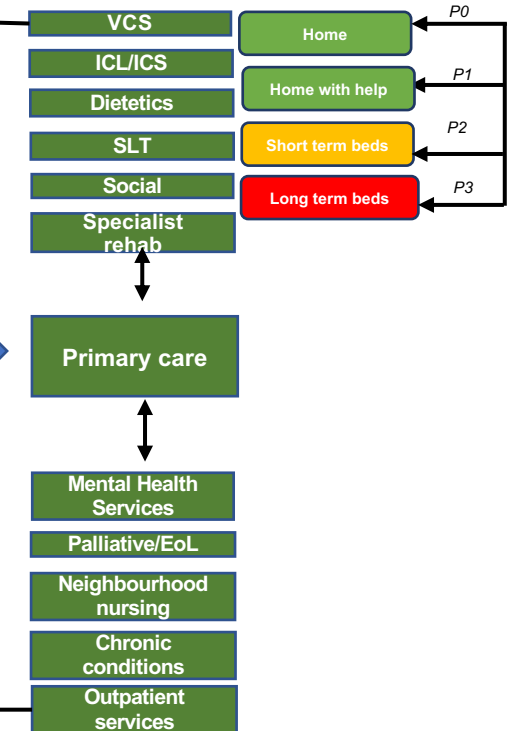 VCS
ICL/ICS
Dietetics
SLT
Social
Specialist
rehab
Home
Home with help
Short term beds
Long term beds
P0
P1
P2
P3
Primary care
Mental Health
Services
Palliative/EoL
Neighbourhood
nursing
Chronic
conditions
Outpatient
services